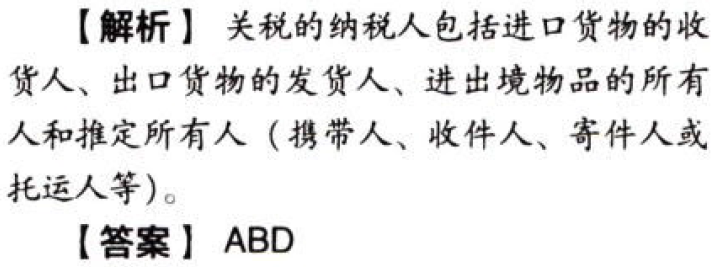 【解析】 关税的纳税人包括进口货物的收
货人、出口货物的发货人、进出境物品的所有
人和推定所有人（携带人、收件人、寄件人或
托运人等）。
【答案】 ABD